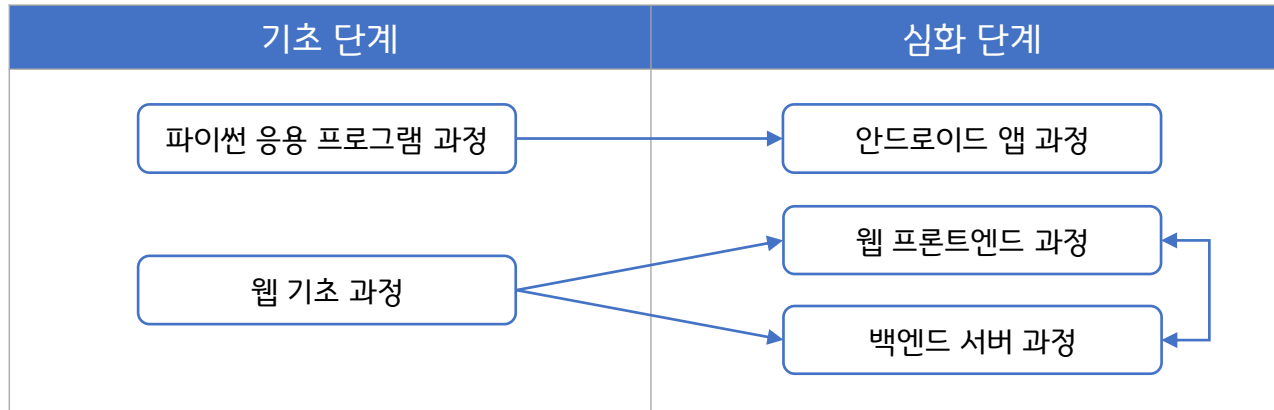 기초 단계
심화 단계
파이썬 응용 프로그램 과정
안드로이드 앱 과정
웹 프론트엔드 과정
웹 기초 과정
백엔드 서버 과정